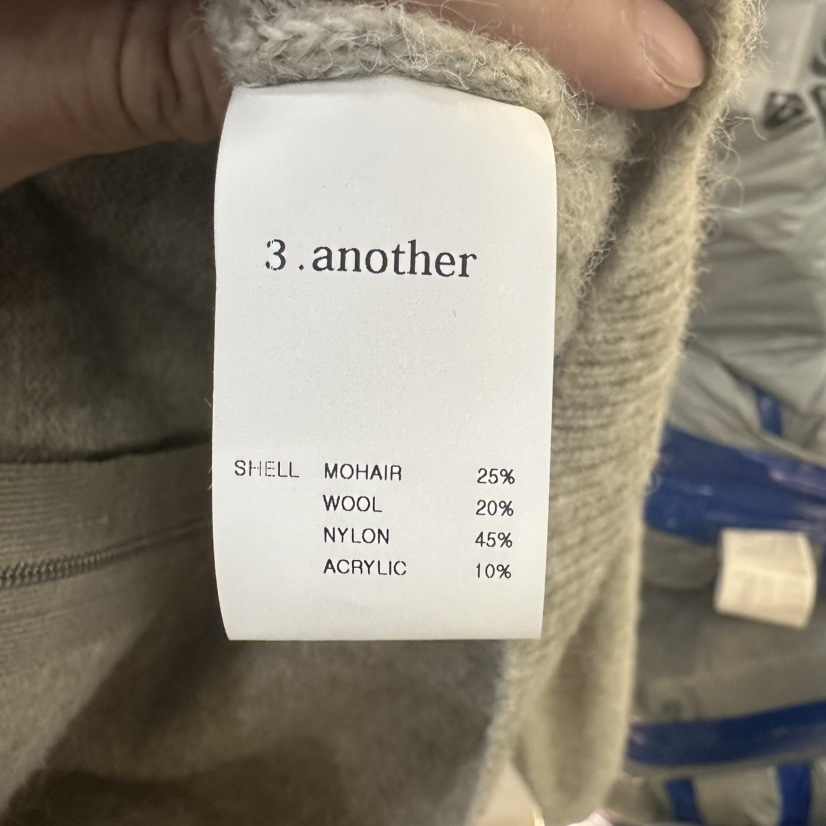 3.another
SHELL MOHAIR 25%
WOOL 20%
NYLON 45%
ACRYLIC 10%